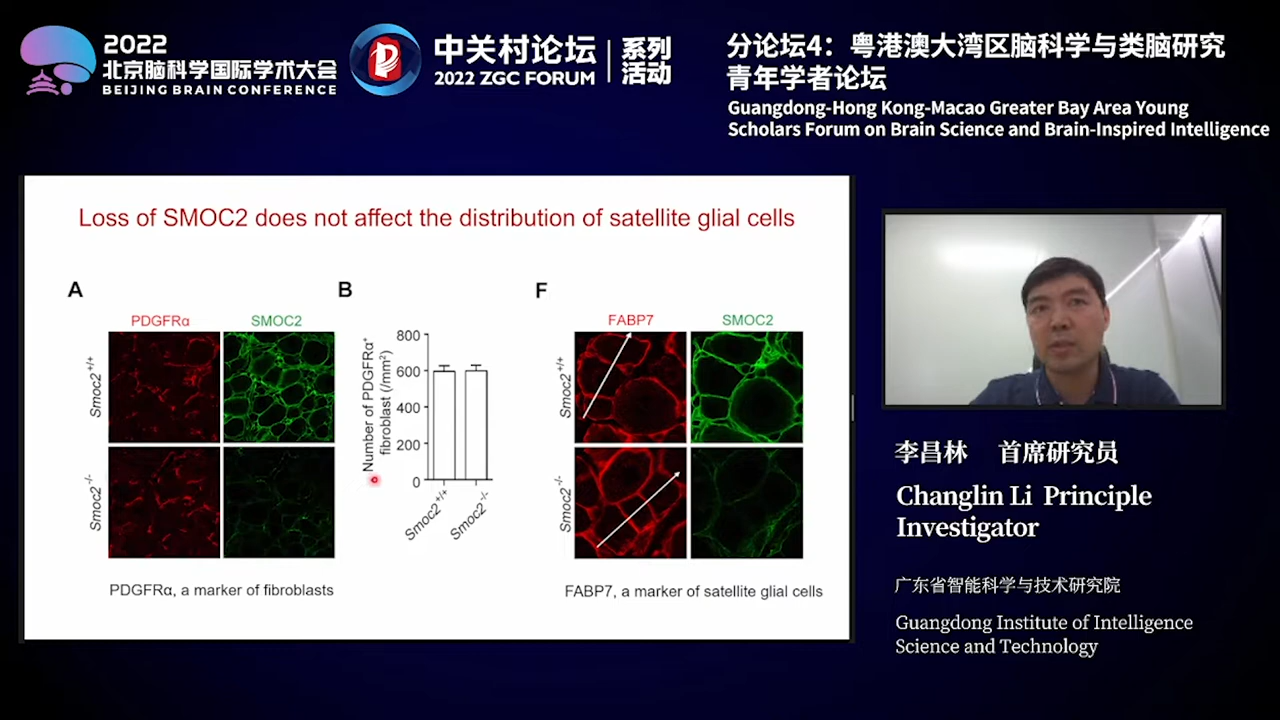 2022
北京脑科学国际学术大会
BEIJING BRAIN CONFERENCE
中关村论坛
2022 ZGC FORUM
系列
活动
分论坛4：粤港澳大湾区脑科学与类脑研究
青年学者论坛
Guangdong-Hong Kong-Macao Greater Bay Area Young
Scholars Forum on Brain Science and Brain-Inspired Intelligence
Loss of SMOC2 does not affect the distribution of satellite glial cells
A
PDGFRα
SMOC2
Smoc2+/+
Smoc2-/-
PDGFRα, a marker of fibroblasts
B
Number of PDGFRα+
fibroblast (/mm²)
800
600
400
200
0
Smoc2+/+
Smoc2-/-
F
FABP7
SMOC2
Smoc2+/+
Smoc2-/-
FABP7, a marker of satellite glial cells
李昌林 首席研究员
Changlin Li Principle
Investigator
广东省智能科学与技术研究院
Guangdong Institute of Intelligence
Science and Technology